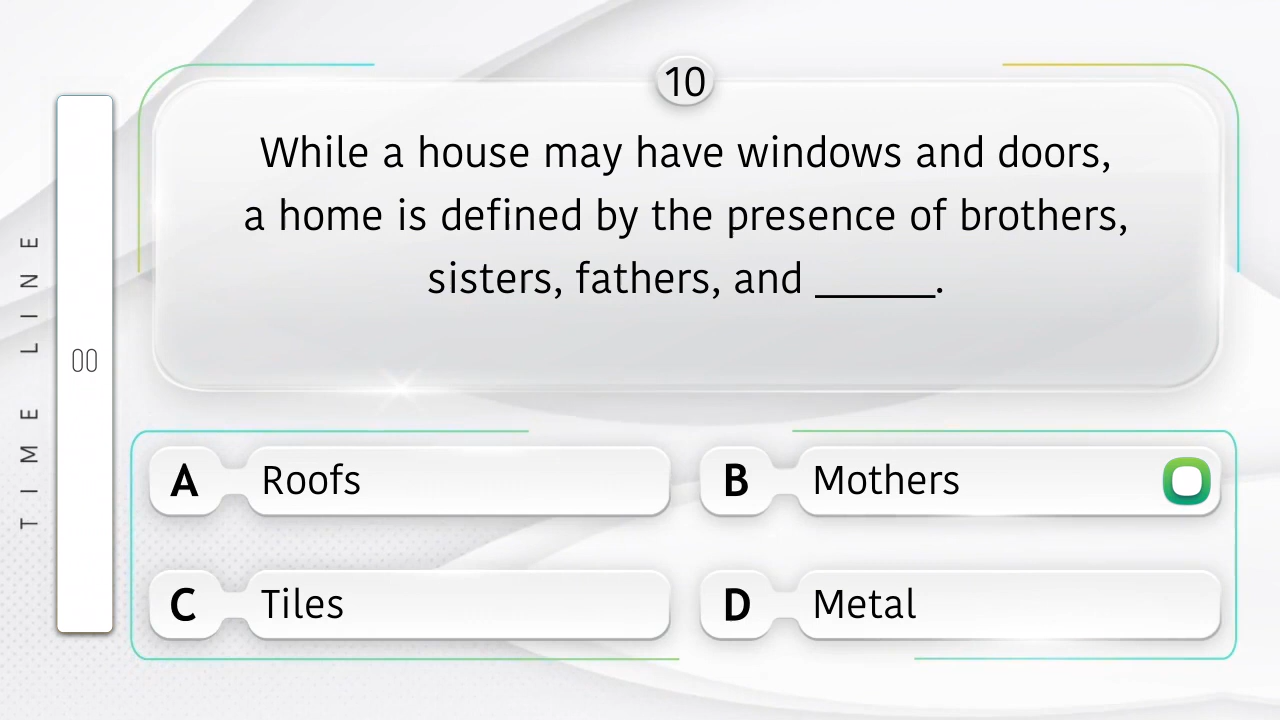 10
While a house may have windows and doors,
a home is defined by the presence of brothers,
sisters, fathers, and ______.
TIME LINE
00
A Roofs
B Mothers
C Tiles
D Metal